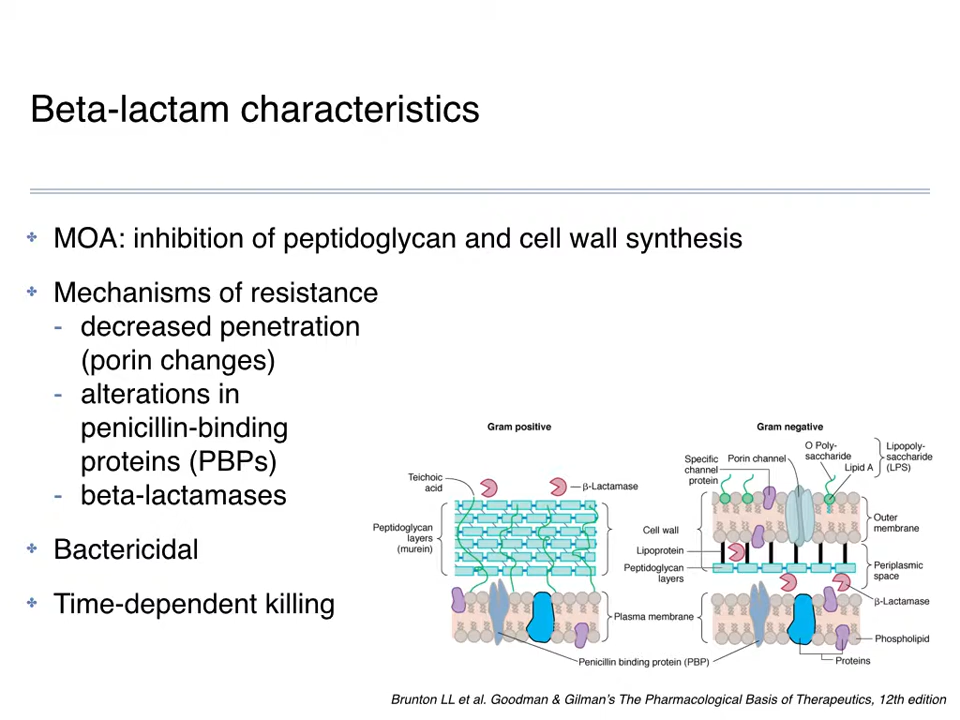 Beta-lactam characteristics
✤ MOA: inhibition of peptidoglycan and cell wall synthesis
✤ Mechanisms of resistance
- decreased penetration
(porin changes)
- alterations in
penicillin-binding
proteins (PBPs)
- beta-lactamases
✤ Bactericidal
✤ Time-dependent killing
Gram positive
Teichoic
acid
β-Lactamase
Peptidoglycan
layers
(murein)
Gram negative
Specific
channel
protein
Porin channel
O Poly-
saccharide
Lipid A
Lipopoly-
saccharide
(LPS)
Cell wall
Outer
membrane
Lipoprotein
Peptidoglycan
layers
Periplasmic
space
β-Lactamase
Plasma membrane
Phospholipid
Penicillin binding protein (PBP)
Proteins
Brunton LL et al. Goodman & Gilman's The Pharmacological Basis of Therapeutics, 12th edition